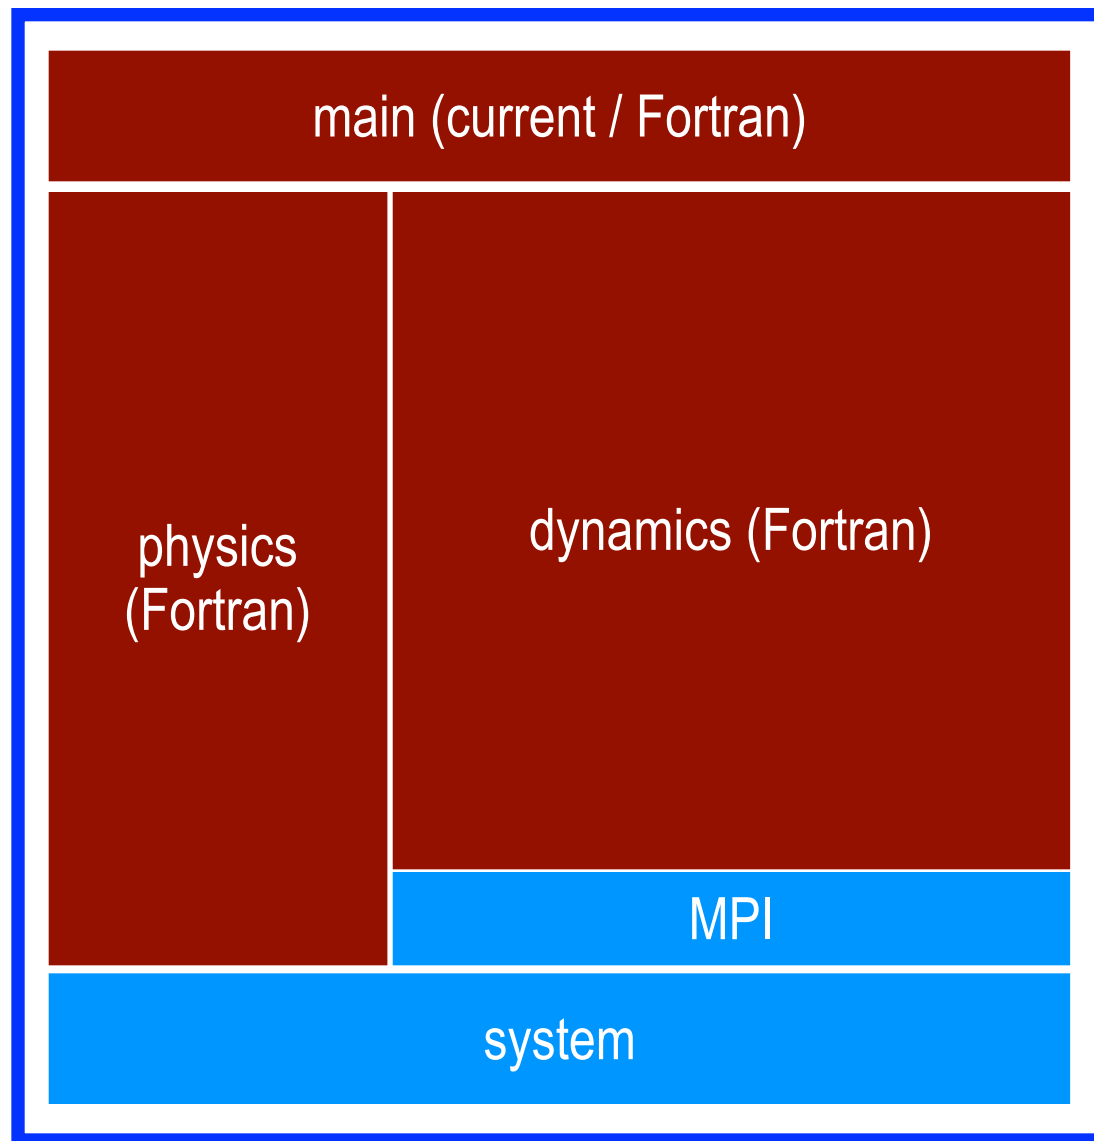 main (current / Fortran)
physics
(Fortran)
dynamics (Fortran)
MPI
system